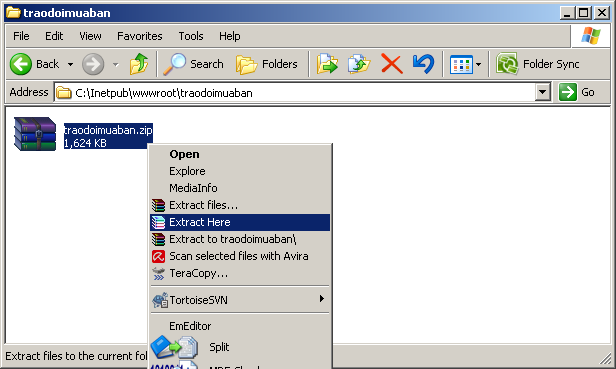 traodoimuaban
File Edit View Favorites Tools Help
Back Search Folders Folder Sync
Address C:\Inetpub\wwwroot\traodoimuaban Go
traodoimuaban.zip
1,624 KB
Open
Explore
MediaInfo
Extract files...
Extract Here
Extract to traodoimuaban\
Scan selected files with Avira
TeraCopy...
TortoiseSVN
EmEditor
Split
Extract files to the current